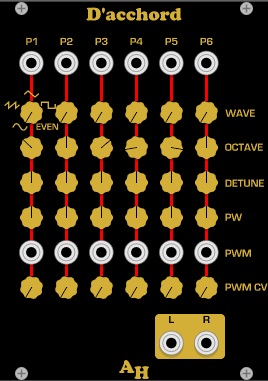 D'acchord
P1 P2 P3 P4 P5 P6
WAVE
EVEN
OCTAVE
DETUNE
PW
PWM
PWM CV
L R
AH